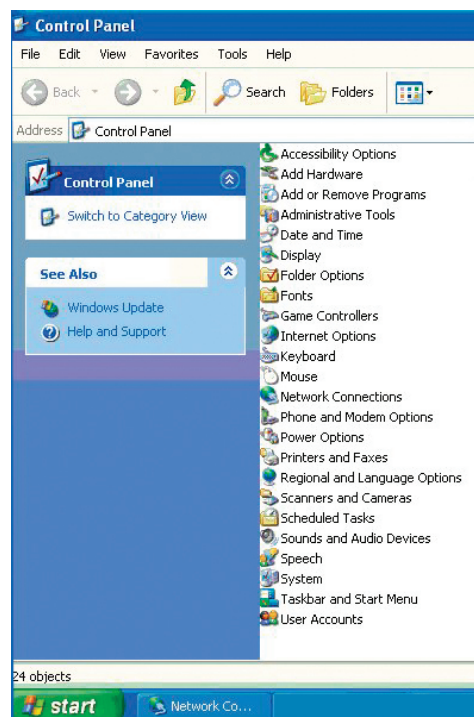 Control Panel
File Edit View Favorites Tools Help
Back Search Folders
Address Control Panel
Control Panel
Switch to Category View
See Also
Windows Update
Help and Support
Accessibility Options
Add Hardware
Add or Remove Programs
Administrative Tools
Date and Time
Display
Folder Options
Fonts
Game Controllers
Internet Options
Keyboard
Mouse
Network Connections
Phone and Modem Options
Power Options
Printers and Faxes
Regional and Language Options
Scanners and Cameras
Scheduled Tasks
Sounds and Audio Devices
Speech
System
Taskbar and Start Menu
User Accounts
24 objects
start Network Co...